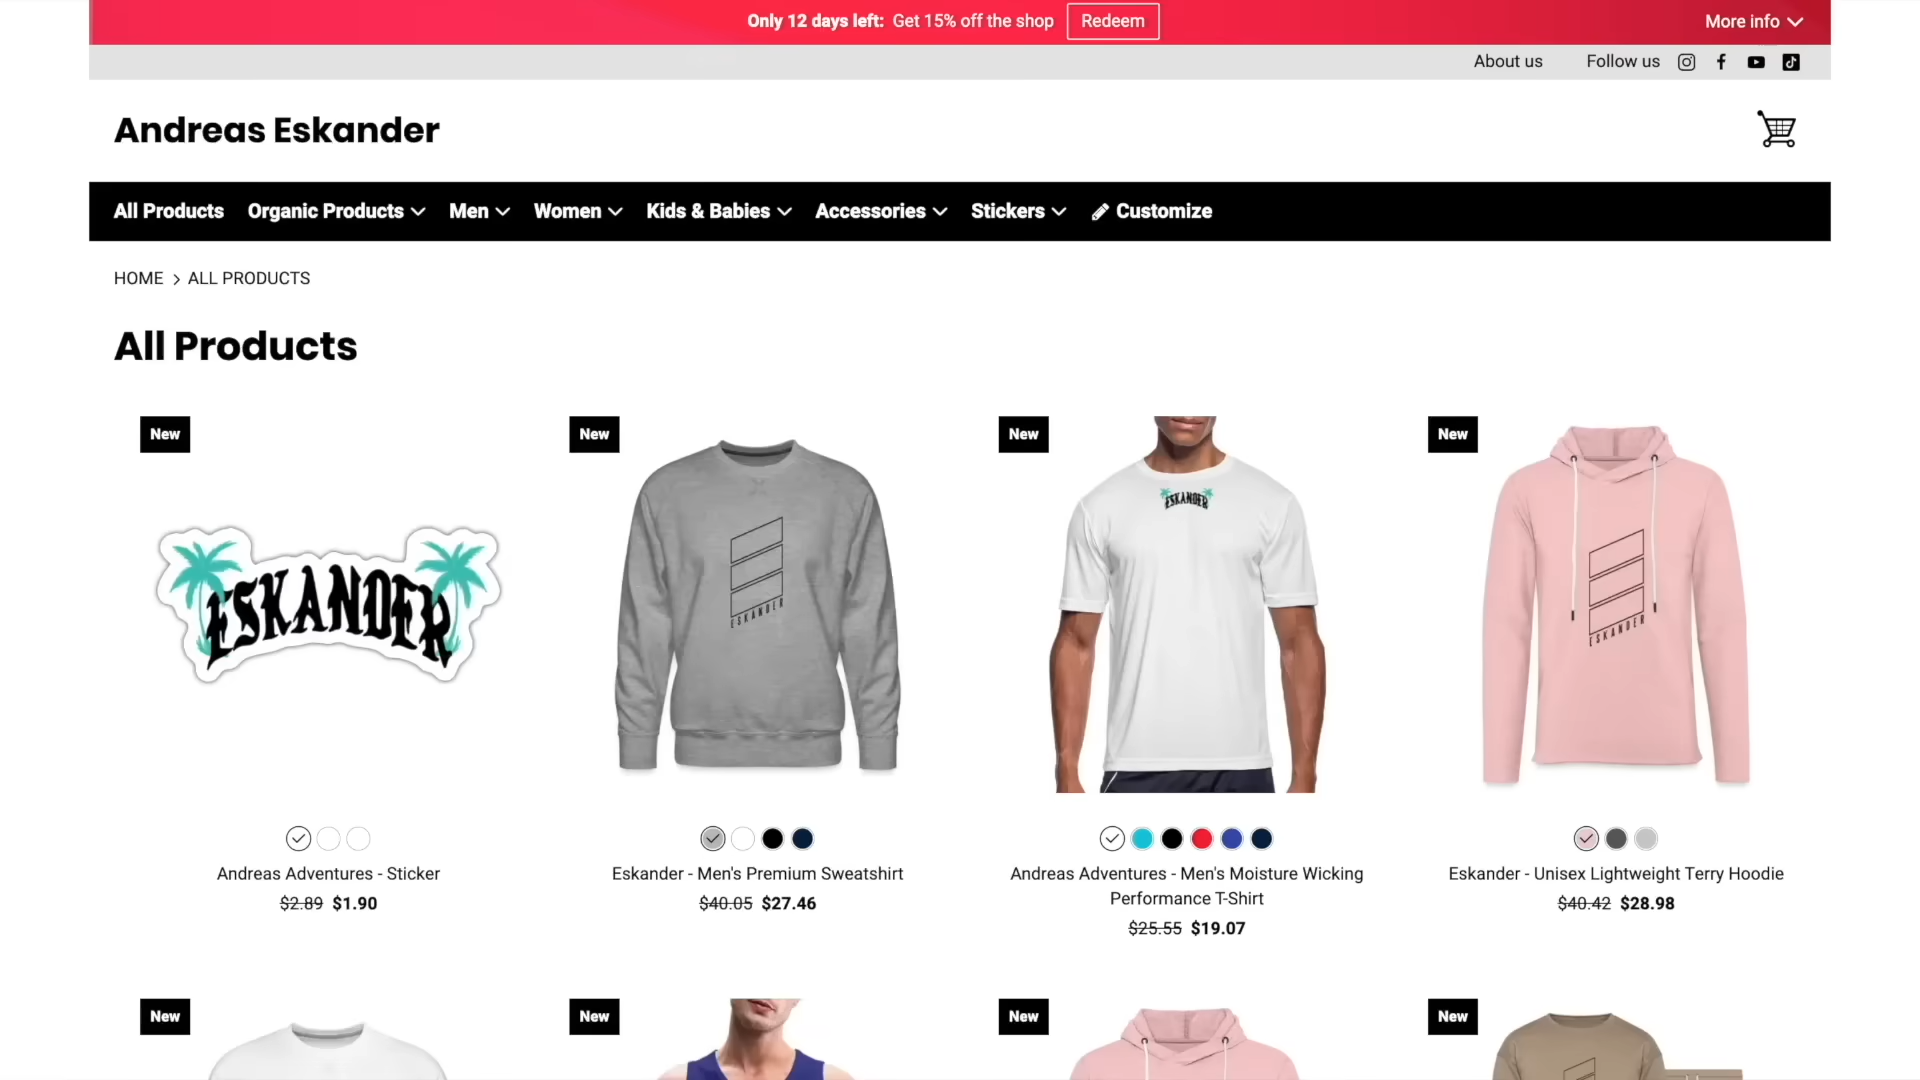 Only 12 days left: Get 15% off the shop Redeem More info
About us Follow us
Andreas Eskander
All Products Organic Products Men Women Kids & Babies Accessories Stickers Customize
HOME > ALL PRODUCTS
All Products
New New New New
ESKANDER
ESKANDER
ESKANDER
ESKANDER
Andreas Adventures - Sticker
$2.89 $1.90
Eskander - Men's Premium Sweatshirt
$40.05 $27.46
Andreas Adventures - Men's Moisture Wicking
Performance T-Shirt
$25.55 $19.07
Eskander - Unisex Lightweight Terry Hoodie
$40.42 $28.98
New New New New